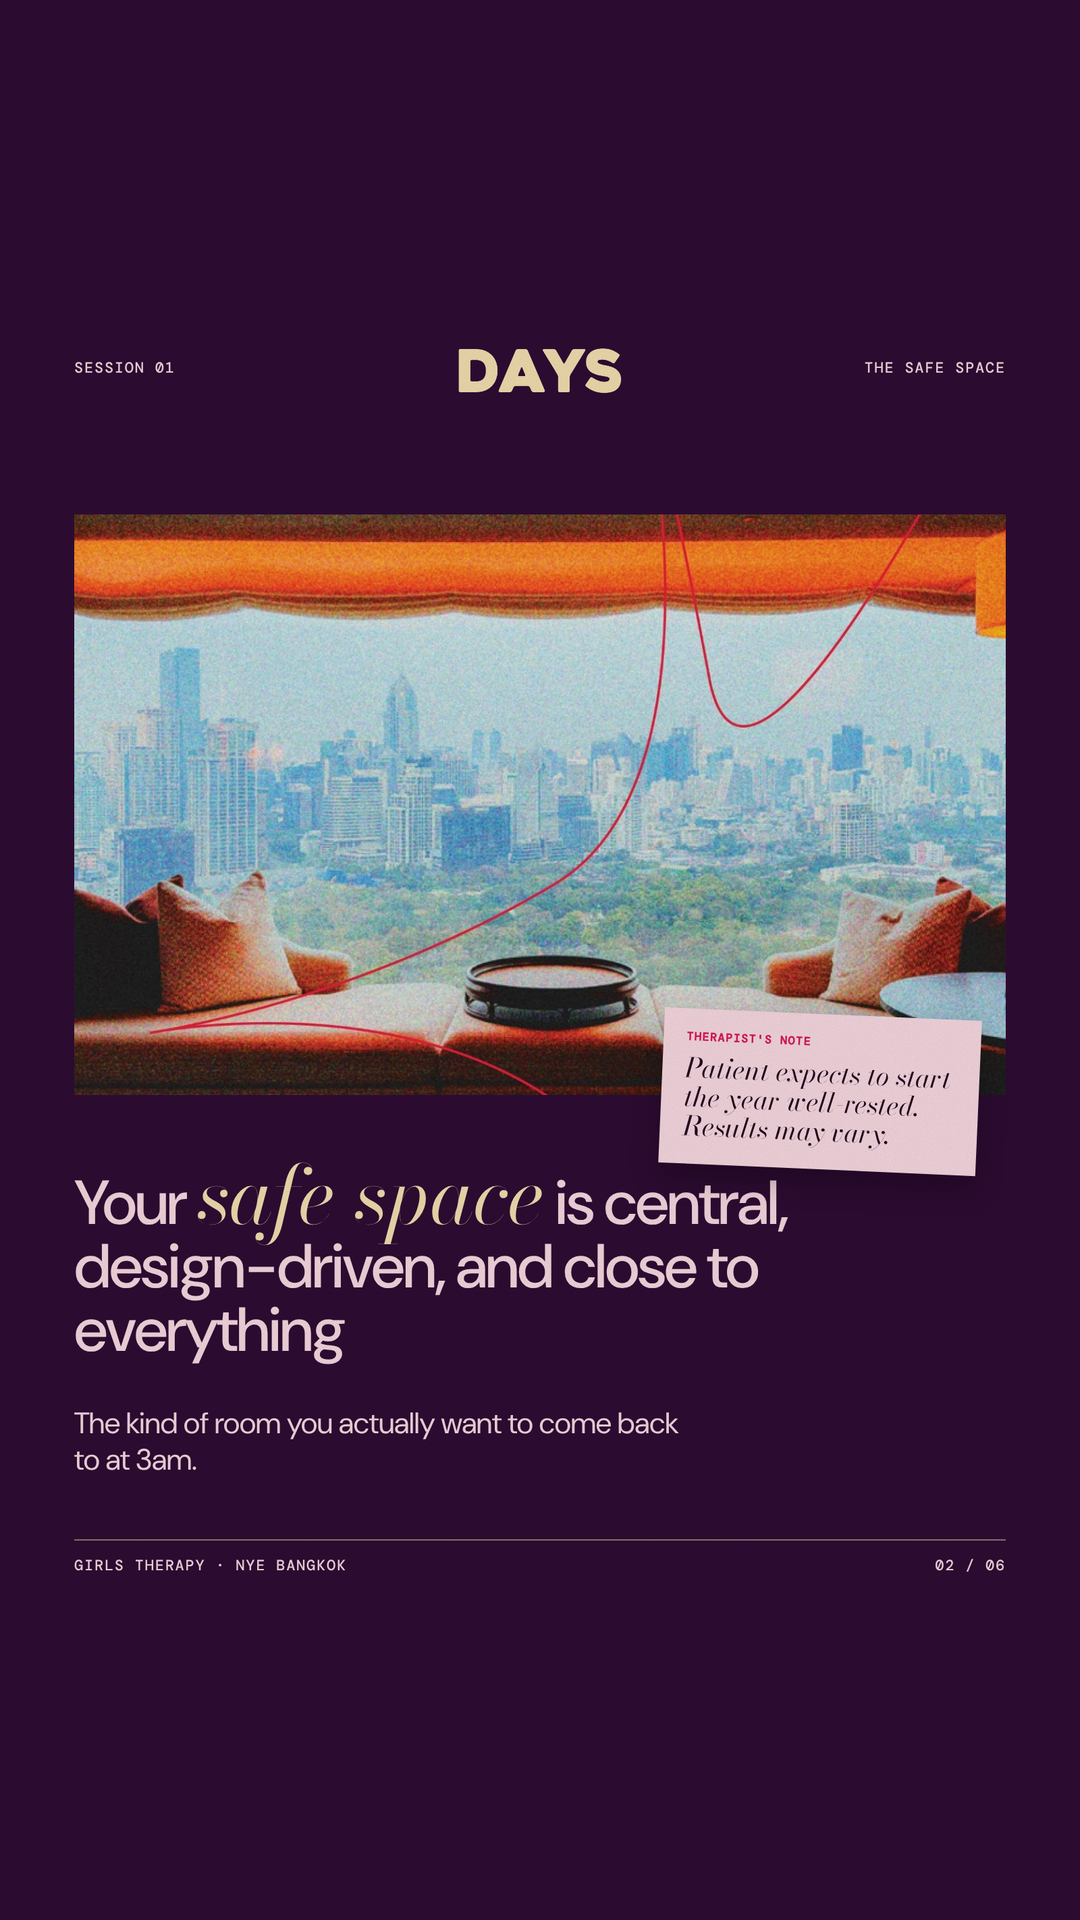 SESSION 01
DAYS
THE SAFE SPACE
THERAPIST'S NOTE
Patient expects to start
the year well-rested.
Results may vary.
Your safe space is central,
design-driven, and close to
everything
The kind of room you actually want to come back
to at 3am.
GIRLS THERAPY · NYE BANGKOK
02 / 06